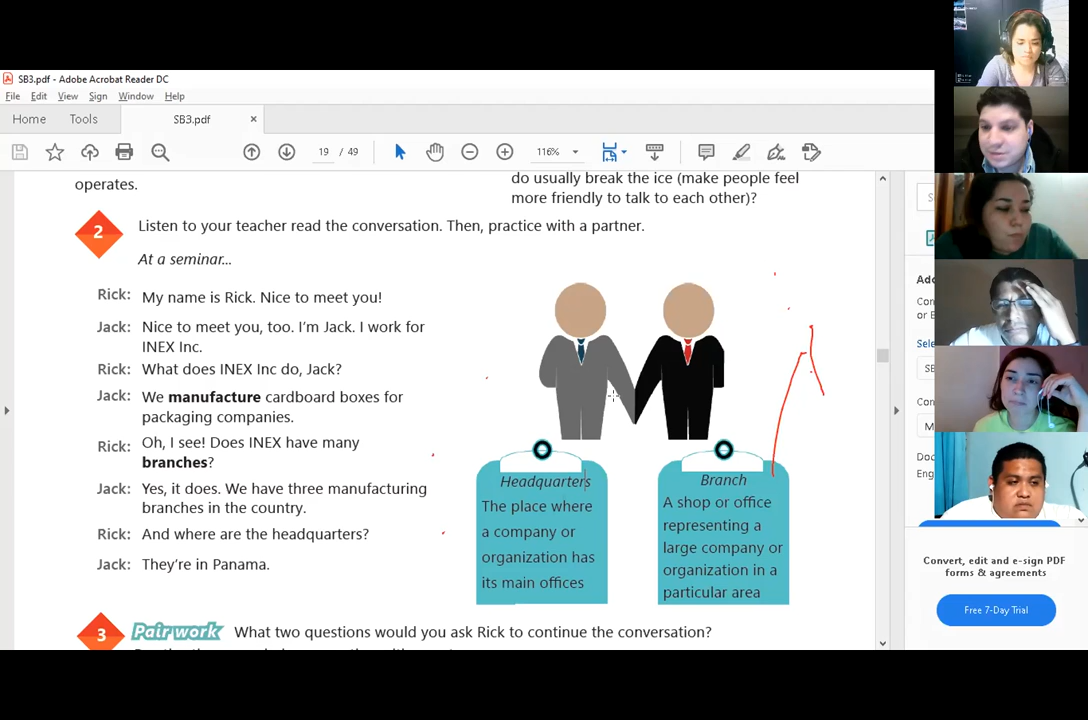 SB3.pdf - Adobe Acrobat Reader DC
File Edit View Sign Window Help
Home Tools SB3.pdf ×
19 / 49 116%
operates.
do usually break the ice (make people feel
more friendly to talk to each other)?
2 Listen to your teacher read the conversation. Then, practice with a partner.
At a seminar...
Rick: My name is Rick. Nice to meet you!
Jack: Nice to meet you, too. I'm Jack. I work for
INEX Inc.
Rick: What does INEX Inc do, Jack?
Jack: We manufacture cardboard boxes for
packaging companies.
Rick: Oh, I see! Does INEX have many
branches?
Jack: Yes, it does. We have three manufacturing
branches in the country.
Rick: And where are the headquarters?
Jack: They're in Panama.
Headquarters
The place where
a company or
organization has
its main offices
Branch
A shop or office
representing a
large company or
organization in a
particular area
3 Pair work What two questions would you ask Rick to continue the conversation?
Convert, edit and e-sign PDF
forms & agreements
Free 7-Day Trial